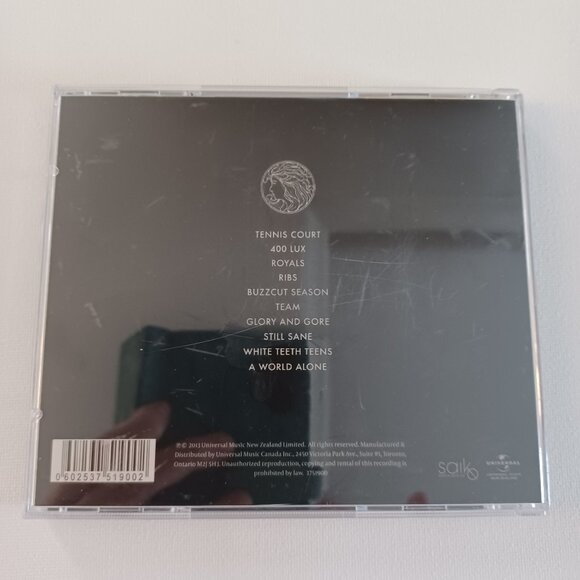 TENNIS COURT
400 LUX
ROYALS
RIBS
BUZZCUT SEASON
TEAM
GLORY AND GORE
STILL SANE
WHITE TEETH TEENS
A WORLD ALONE
℗ © 2013 Universal Music New Zealand Limited. All rights reserved. Manufactured &
Distributed by Universal Music Canada Inc., 2450 Victoria Park Ave., Suite #1, Toronto,
Ontario M2J 5H3. Unauthorized reproduction, copying and rental of this recording is
prohibited by law. 3751900
0 602537 519002
saiko
UNIVERSAL